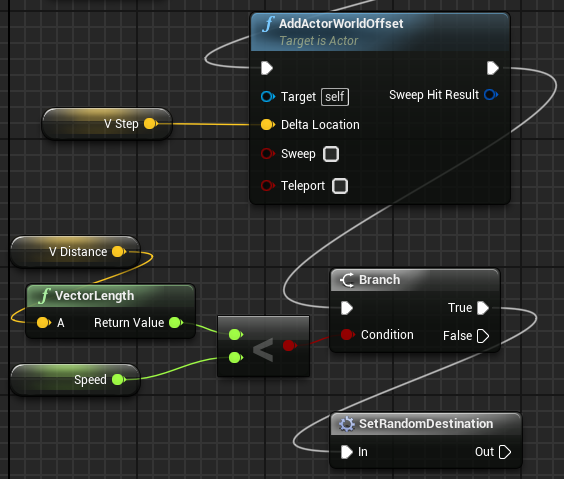 AddActorWorldOffset
Target is Actor
Target self
Sweep Hit Result
V Step
Delta Location
Sweep
Teleport
V Distance
VectorLength
A Return Value
Speed
<
Branch
True
Condition False
SetRandomDestination
In Out